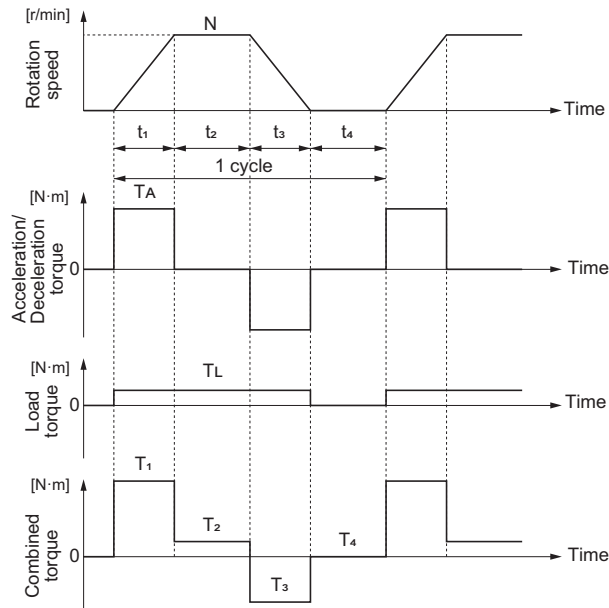 [r/min]
N
Rotation
speed
Time
t₁ t₂ t₃ t₄
1 cycle
[N·m]
TA
0
Acceleration/
Deceleration
torque
Time
[N·m]
TL
0
Load
torque
Time
[N·m]
T₁
T₂
T₃
T₄
0
Combined
torque
Time